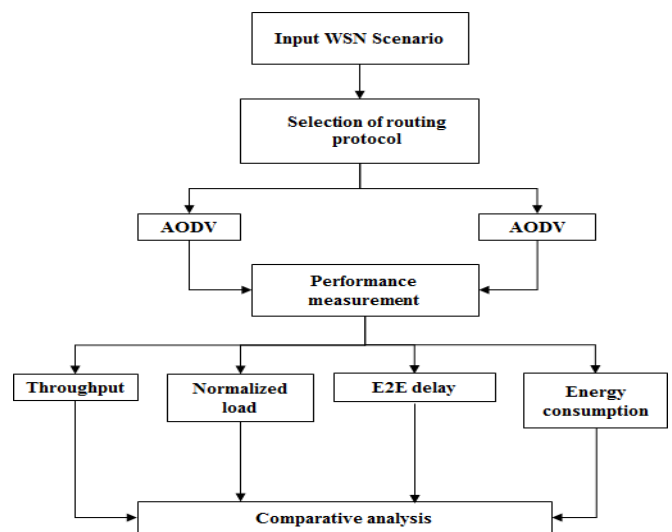 Input WSN Scenario
Selection of routing
protocol
AODV
AODV
Performance
measurement
Throughput
Normalized
load
E2E delay
Energy
consumption
Comparative analysis